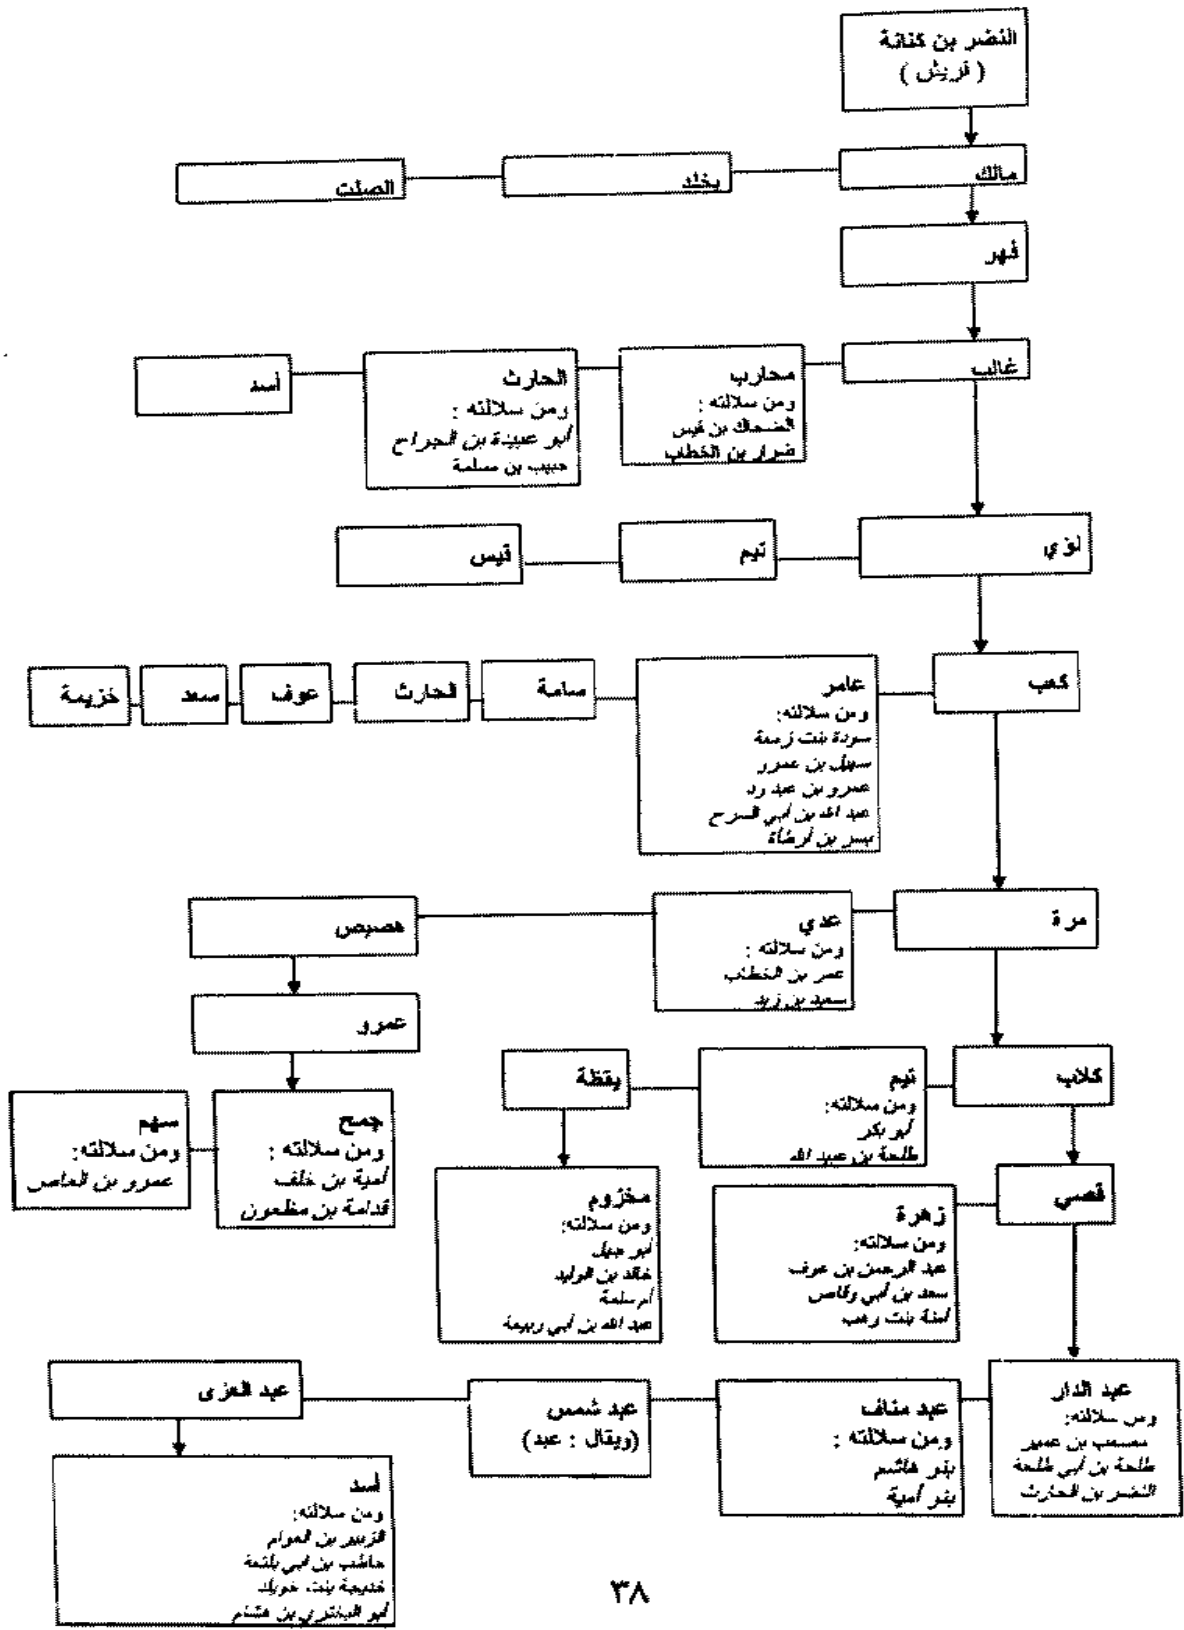 النضر بن كنانة
( قريش )
مالك
يخلد
الصلت
فهر
غالب
محارب
ومن سلالته :
الضحاك بن قيس
ضرار بن الخطاب
الحارث
ومن سلالته :
أبو عبيدة بن الجراح
حبيب بن مسلمة
أسد
لؤي
تيم
قيس
كعب
عامر
ومن سلالته:
سودة بنت زمعة
سهيل بن عمرو
عمرو بن عبد ود
عبد الله بن أبي السرح
بسر بن أرطأة
سامة
الحارث
عوف
سعد
خزيمة
مرة
عدي
ومن سلالته :
عمر بن الخطاب
سعيد بن زيد
هصيص
عمرو
جمح
ومن سلالته :
أمية بن خلف
قدامة بن مظعون
سهم
ومن سلالته:
عمرو بن العاص
كلاب
تيم
ومن سلالته:
أبو بكر
طلحة بن عبيد الله
يقظة
مخزوم
ومن سلالته:
أبو جهل
خالد بن الوليد
أم سلمة
عبد الله بن أبي ربيعة
قصي
زهرة
ومن سلالته:
عبد الرحمن بن عوف
سعد بن أبي وقاص
آمنة بنت وهب
عبد الدار
ومن سلالته:
مصعب بن عمير
طلحة بن أبي طلحة
النضر بن الحارث
عبد مناف
ومن سلالته :
بنو هاشم
بنو أمية
عبد شمس
(ويقال : عبد)
عبد العزى
أسد
ومن سلالته:
الزبير بن العوام
حاطب بن أبي بلتعة
خديجة بنت خويلد
أبو البختري بن هشام
٣٨